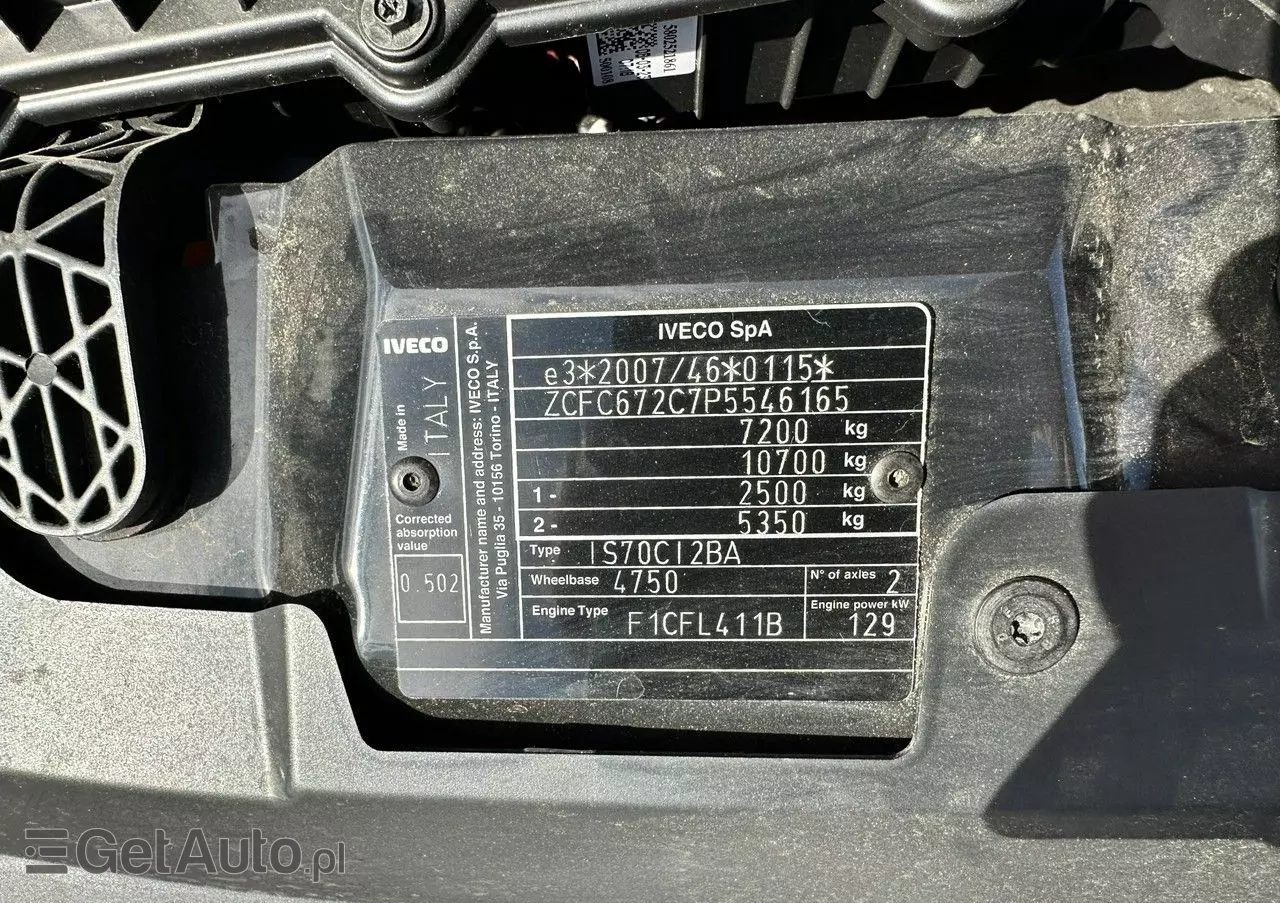 5802521861
IVECO
Made in
ITALY
Corrected
absorption
value
0.502
Manufacturer name and address: IVECO S.p.A.
Via Puglia 35 - 10156 Torino - ITALY
IVECO SpA
e3*2007/46*0115*
ZCFC672C7P5546165
7200 kg
10700 kg
1- 2500 kg
2- 5350 kg
Type IS70CI2BA
Wheelbase 4750 N° of axles 2
Engine Type F1CFL411B Engine power kW 129
GetAuto.pl